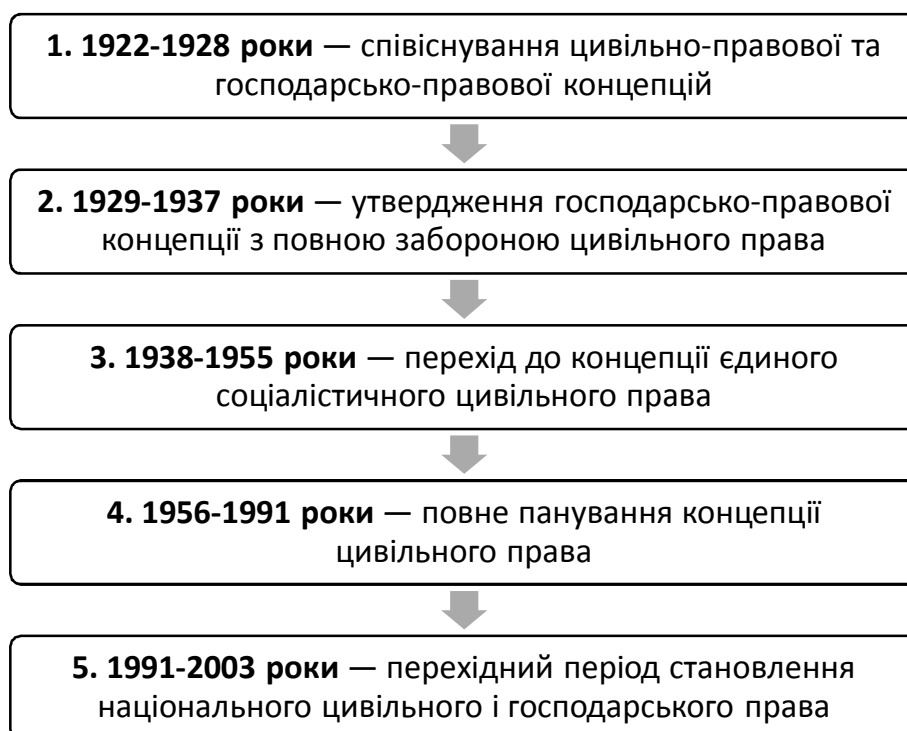 1. 1922-1928 роки — співіснування цивільно-правової та
господарсько-правової концепцій
2. 1929-1937 роки — утвердження господарсько-правової
концепції з повною забороною цивільного права
3. 1938-1955 роки — перехід до концепції єдиного
соціалістичного цивільного права
4. 1956-1991 роки — повне панування концепції
цивільного права
5. 1991-2003 роки — перехідний період становлення
національного цивільного і господарського права